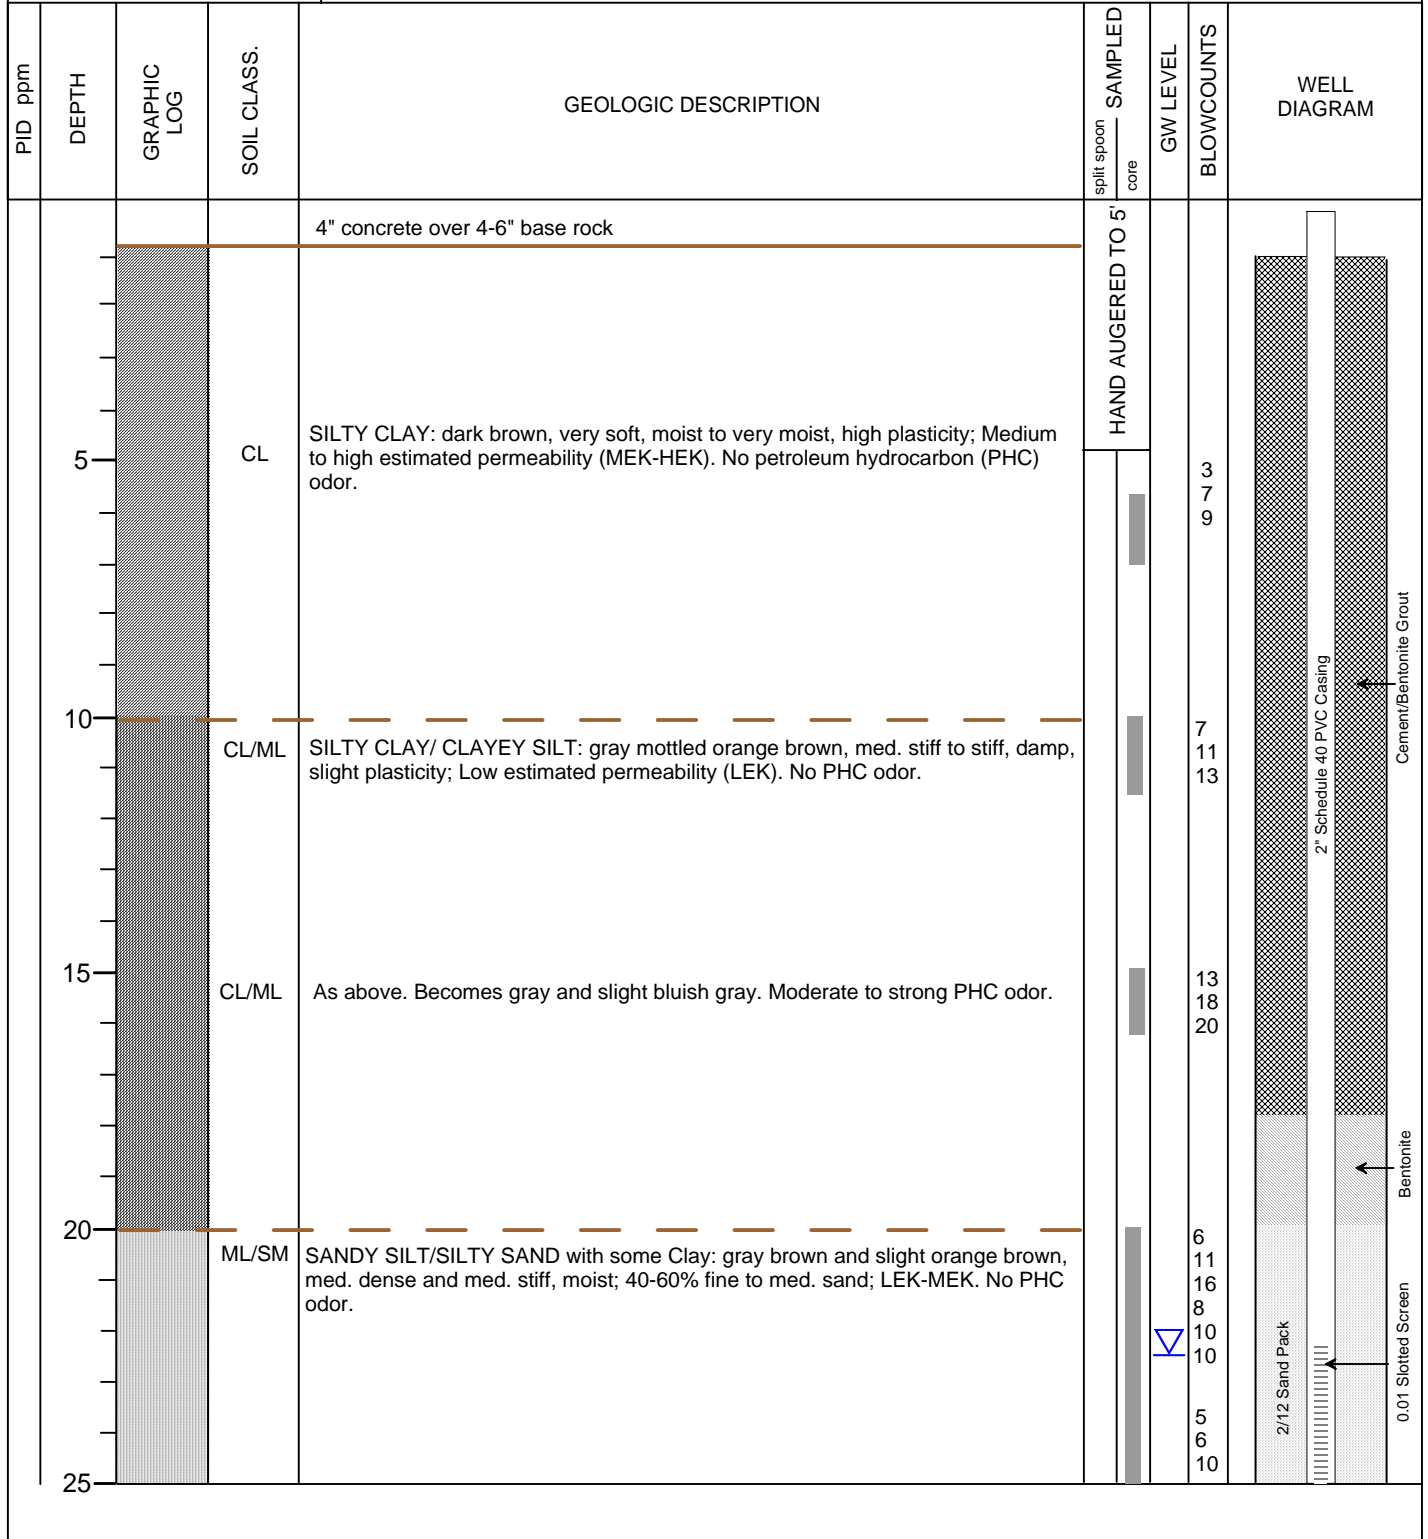 PID ppm
DEPTH
GRAPHIC
LOG
SOIL CLASS.
GEOLOGIC DESCRIPTION
split spoon
core
SAMPLED
GW LEVEL
BLOWCOUNTS
WELL
DIAGRAM
4" concrete over 4-6" base rock
HAND AUGERED TO 5'
5
CL
SILTY CLAY: dark brown, very soft, moist to very moist, high plasticity; Medium
to high estimated permeability (MEK-HEK). No petroleum hydrocarbon (PHC)
odor.
3
7
9
2" Schedule 40 PVC Casing
Cement/Bentonite Grout
10
CL/ML
SILTY CLAY/ CLAYEY SILT: gray mottled orange brown, med. stiff to stiff, damp,
slight plasticity; Low estimated permeability (LEK). No PHC odor.
7
11
13
15
CL/ML
As above. Becomes gray and slight bluish gray. Moderate to strong PHC odor.
13
18
20
Bentonite
20
ML/SM
SANDY SILT/SILTY SAND with some Clay: gray brown and slight orange brown,
med. dense and med. stiff, moist; 40-60% fine to med. sand; LEK-MEK. No PHC
odor.
6
11
16
8
10
10
5
6
10
2/12 Sand Pack
0.01 Slotted Screen
25